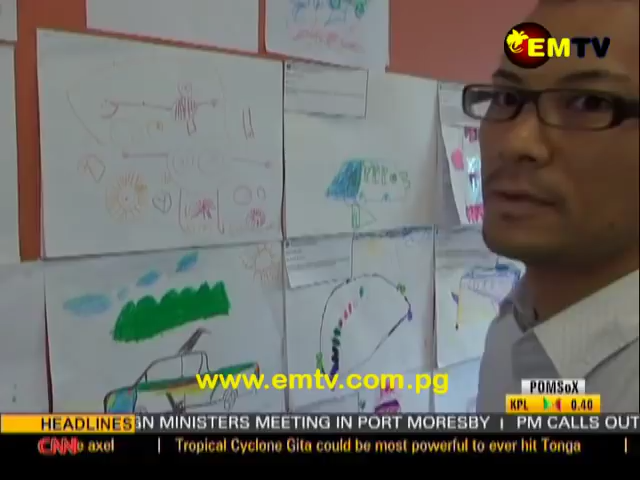 EMTV
www.emtv.com.pg
POMSoX
KPL 0.40
HEADLINES GN MINISTERS MEETING IN PORT MORESBY | PM CALLS OUT
CNN e axel | Tropical Cyclone Gita could be most powerful to ever hit Tonga